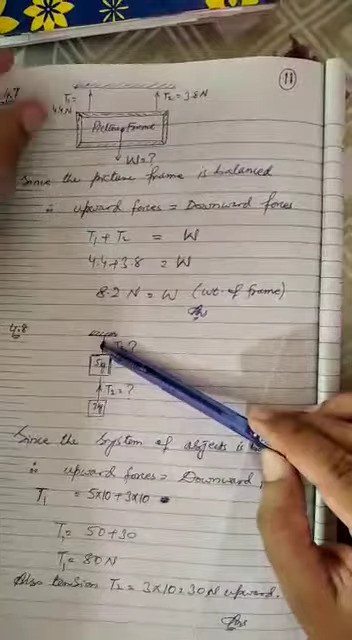 11
4.7
T₁ =
4.4N
T₂ = 3.8N
Picture Frame
W = ?
Since the picture frame is balanced
∴ upward forces = Downward forces
T₁ + T₂ = W
4.4 + 3.8 = W
8.2 N = W (wt. of frame)
4.8
?
T₂ = ?
Since the System of objects is
∴ upward forces = Downward
T₁ = 5×10 + 3×10
T₁ = 50 + 30
T₁ = 80 N
Also tension T₂ = 3×10 = 30N upward.